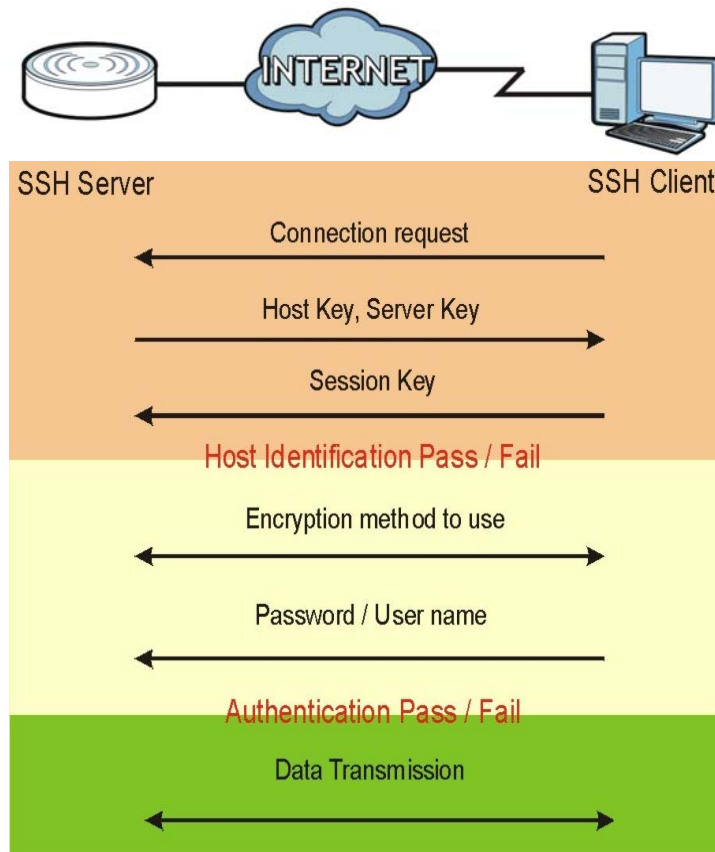 INTERNET
SSH Server
SSH Client
Connection request
Host Key, Server Key
Session Key
Host Identification Pass / Fail
Encryption method to use
Password / User name
Authentication Pass / Fail
Data Transmission